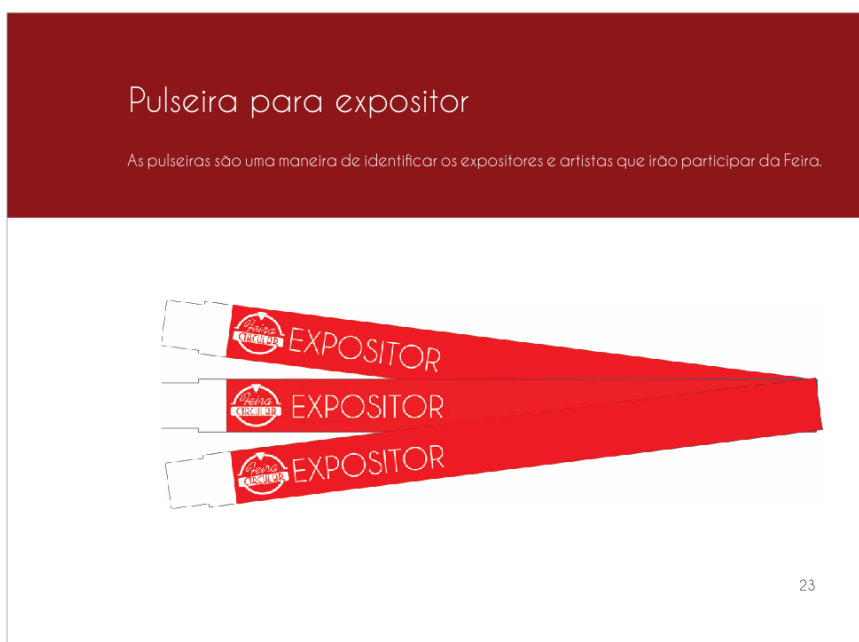 Pulseira para expositor
As pulseiras são uma maneira de identificar os expositores e artistas que irão participar da Feira.
Feira
CIRCULAR
EXPOSITOR
Feira
CIRCULAR
EXPOSITOR
Feira
CIRCULAR
EXPOSITOR
23